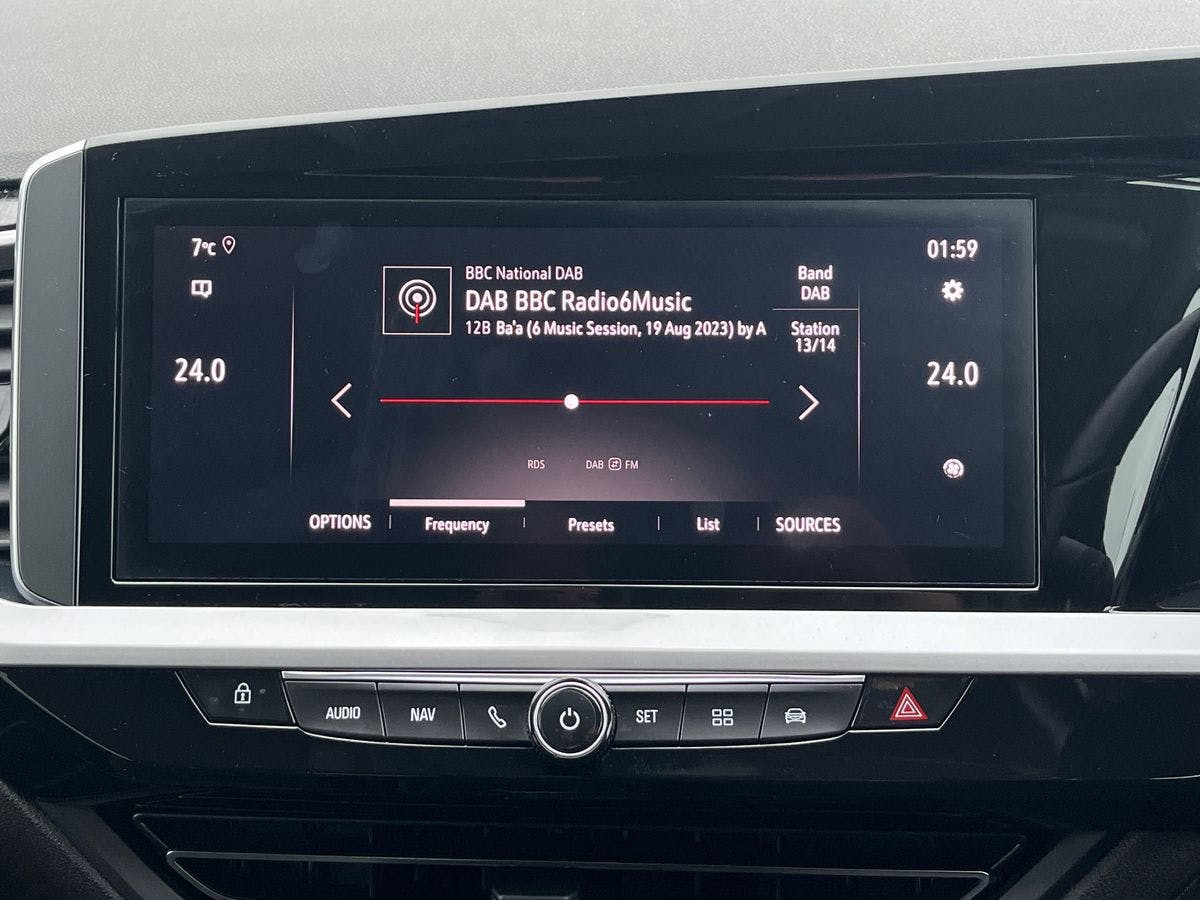 7°C
01:59
BBC National DAB
DAB BBC Radio6Music
12B Ba'a (6 Music Session, 19 Aug 2023) by A
Band
DAB
Station
13/14
24.0
24.0
RDS
DAB FM
OPTIONS
Frequency
Presets
List
SOURCES
AUDIO
NAV
SET